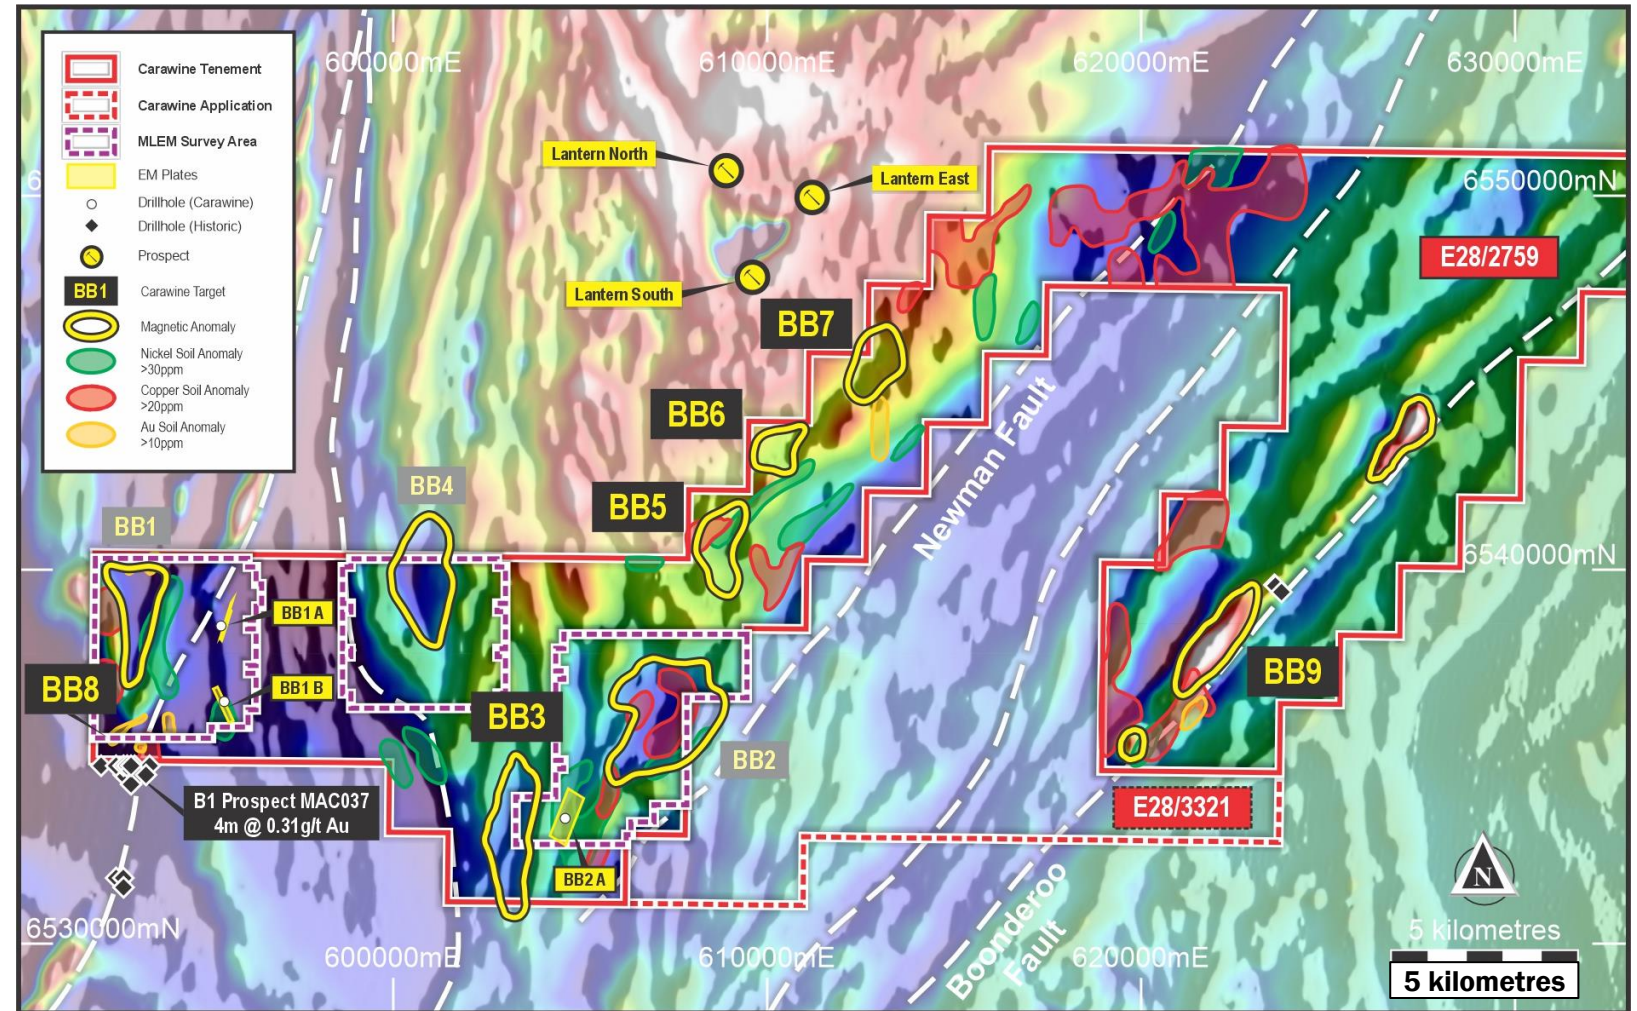 Carawine Tenement
Carawine Application
MLEM Survey Area
EM Plates
Drillhole (Carawine)
Drillhole (Historic)
Prospect
BB1
Carawine Target
Magnetic Anomaly
Nickel Soil Anomaly
>30ppm
Copper Soil Anomaly
>20ppm
Au Soil Anomaly
>10ppm
600000mE
610000mE
620000mE
630000mE
6
6550000mN
Lantern North
Lantern East
Lantern South
E28/2759
BB7
BB6
BB5
BB4
BB1
Newman Fault
6540000mN
BB1 A
BB1 B
BB8
BB3
BB2
BB9
B1 Prospect MAC037
4m @ 0.31g/t Au
BB2 A
E28/3321
Boonderoo
Fault
N
6530000mN
600000mE
610000mE
620000mE
5 kilometres
5 kilometres